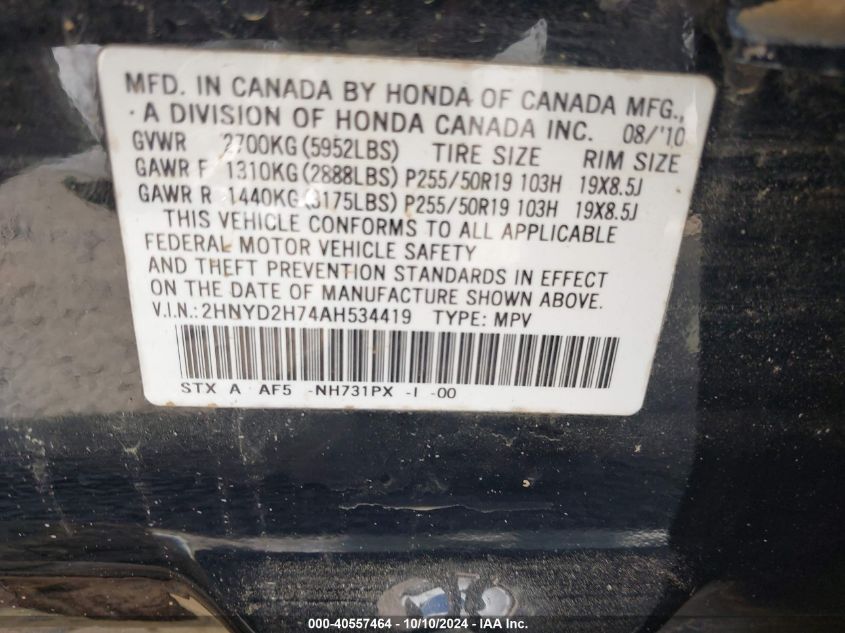 MFD. IN CANADA BY HONDA OF CANADA MFG.,
A DIVISION OF HONDA CANADA INC. 08/'10
GVWR 2700KG (5952LBS) TIRE SIZE RIM SIZE
GAWR F 1310KG (2888LBS) P255/50R19 103H 19X8.5J
GAWR R 1440KG (3175LBS) P255/50R19 103H 19X8.5J
THIS VEHICLE CONFORMS TO ALL APPLICABLE
FEDERAL MOTOR VEHICLE SAFETY
AND THEFT PREVENTION STANDARDS IN EFFECT
ON THE DATE OF MANUFACTURE SHOWN ABOVE.
V.I.N.: 2HNYD2H74AH534419 TYPE: MPV
STX A AF5 -NH731PX -I -00
000-40557464 - 10/10/2024 - IAA Inc.